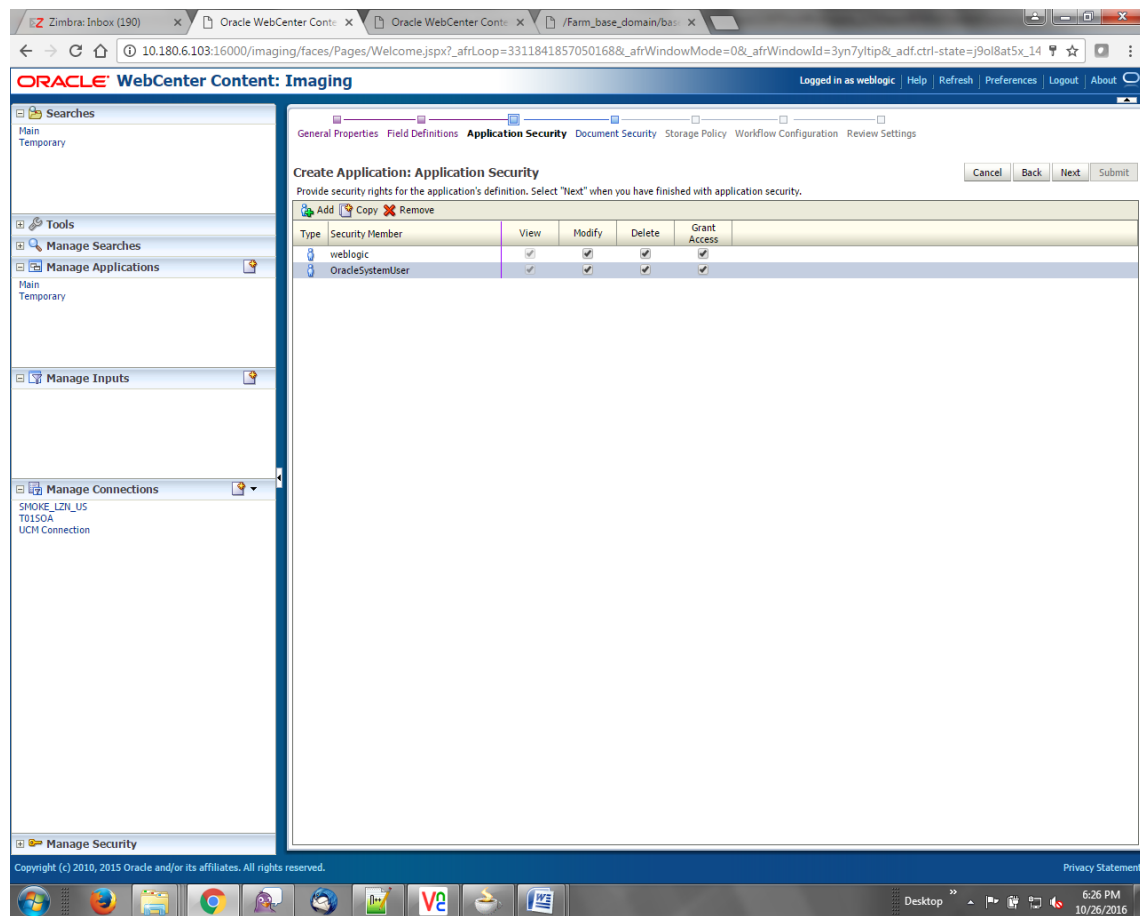 Zimbra: Inbox (190)
Oracle WebCenter Conte
Oracle WebCenter Conte
/Farm_base_domain/bas
10.180.6.103:16000/imaging/faces/Pages/Welcome.jspx?_afrLoop=3311841857050168&_afrWindowMode=0&_afrWindowId=3yn7yltip&_adf.ctrl-state=j9ol8at5x_14
ORACLE WebCenter Content: Imaging
Logged in as weblogic Help Refresh Preferences Logout About
Searches
Main
Temporary
Tools
Manage Searches
Manage Applications
Main
Temporary
Manage Inputs
Manage Connections
SMOKE_LZN_US
T01SOA
UCM Connection
Manage Security
General Properties Field Definitions Application Security Document Security Storage Policy Workflow Configuration Review Settings
Create Application: Application Security
Cancel Back Next Submit
Provide security rights for the application's definition. Select "Next" when you have finished with application security.
Add Copy Remove
Type Security Member View Modify Delete Grant Access
weblogic
OracleSystemUser
Copyright (c) 2010, 2015 Oracle and/or its affiliates. All rights reserved.
Privacy Statement
Desktop
6:26 PM
10/26/2016